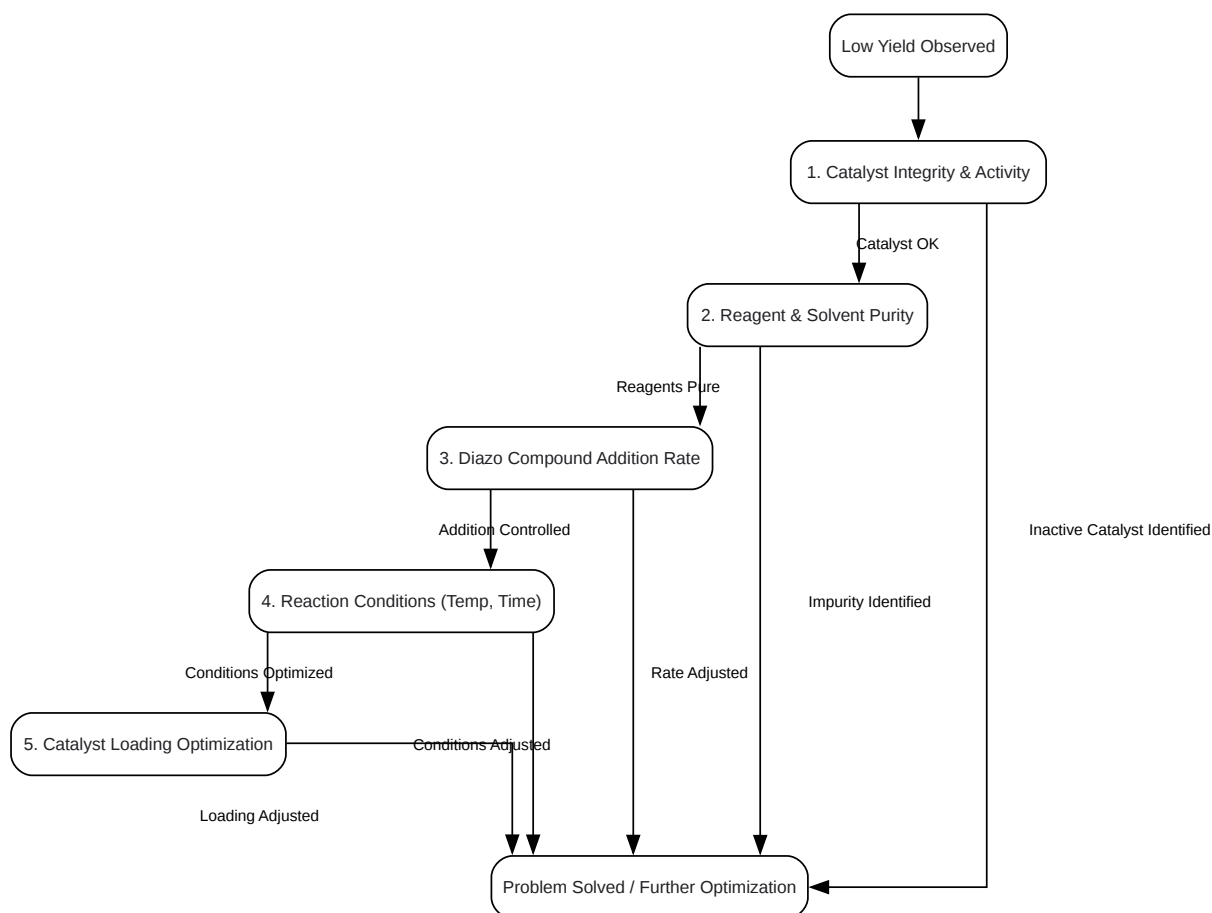 Low Yield Observed
1. Catalyst Integrity & Activity
Catalyst OK
2. Reagent & Solvent Purity
Reagents Pure
3. Diazo Compound Addition Rate
Addition Controlled
Inactive Catalyst Identified
4. Reaction Conditions (Temp, Time)
Impurity Identified
Conditions Optimized
Rate Adjusted
5. Catalyst Loading Optimization
Conditions Adjusted
Loading Adjusted
Problem Solved / Further Optimization